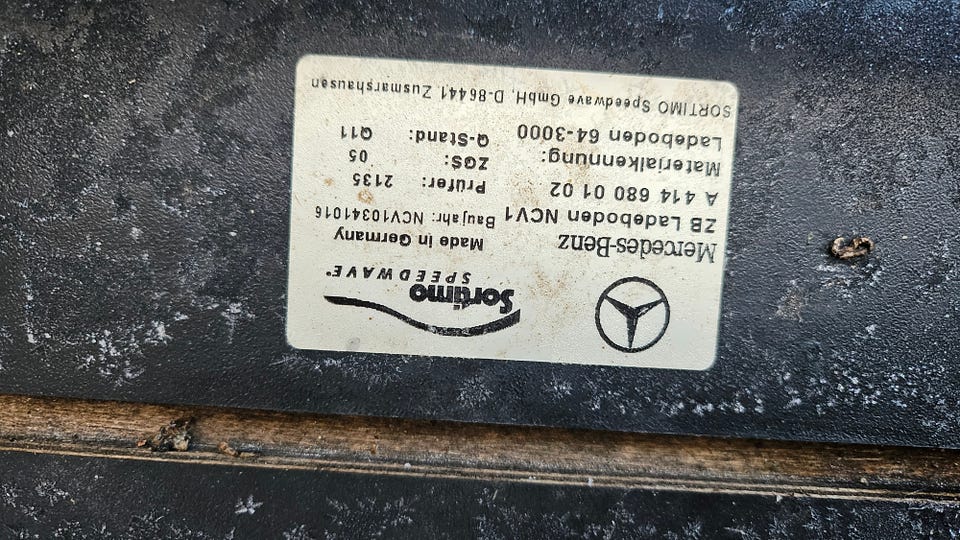 Sortimo
SPEEDWAVE®
Mercedes-Benz
Made in Germany
ZB Ladeboden NCV1
Baujahr: NCV10341016
A 414 680 01 02
Prüfer: 2135
Materialkennung:
ZGS: 05
Ladeboden 64-3000
Q-Stand: Q11
SORTIMO Speedwave GmbH, D-86441 Zusmarshausen